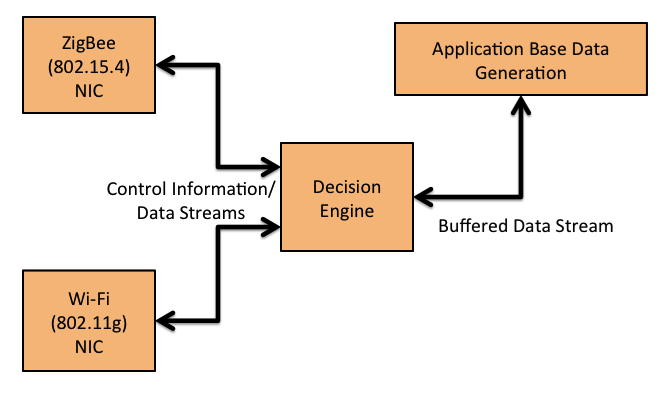 ZigBee
(802.15.4)
NIC
Application Base Data
Generation
Control Information/
Data Streams
Decision
Engine
Buffered Data Stream
Wi-Fi
(802.11g)
NIC